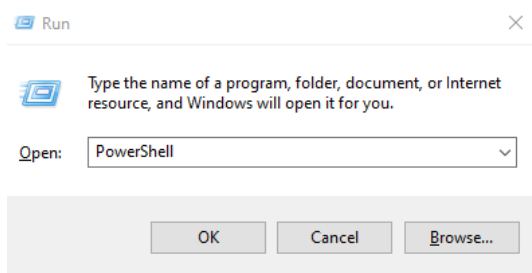 Run
Type the name of a program, folder, document, or Internet
resource, and Windows will open it for you.
Open: PowerShell
OK Cancel Browse...